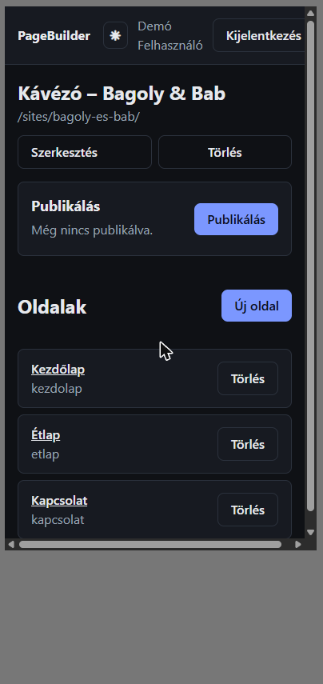 PageBuilder
Demó
Felhasználó
Kijelentkezés
Kávézó – Bagoly & Bab
/sites/bagoly-es-bab/
Szerkesztés
Törlés
Publikálás
Még nincs publikálva.
Publikálás
Oldalak
Új oldal
Kezdőlap
kezdolap
Törlés
Étlap
etlap
Törlés
Kapcsolat
kapcsolat
Törlés